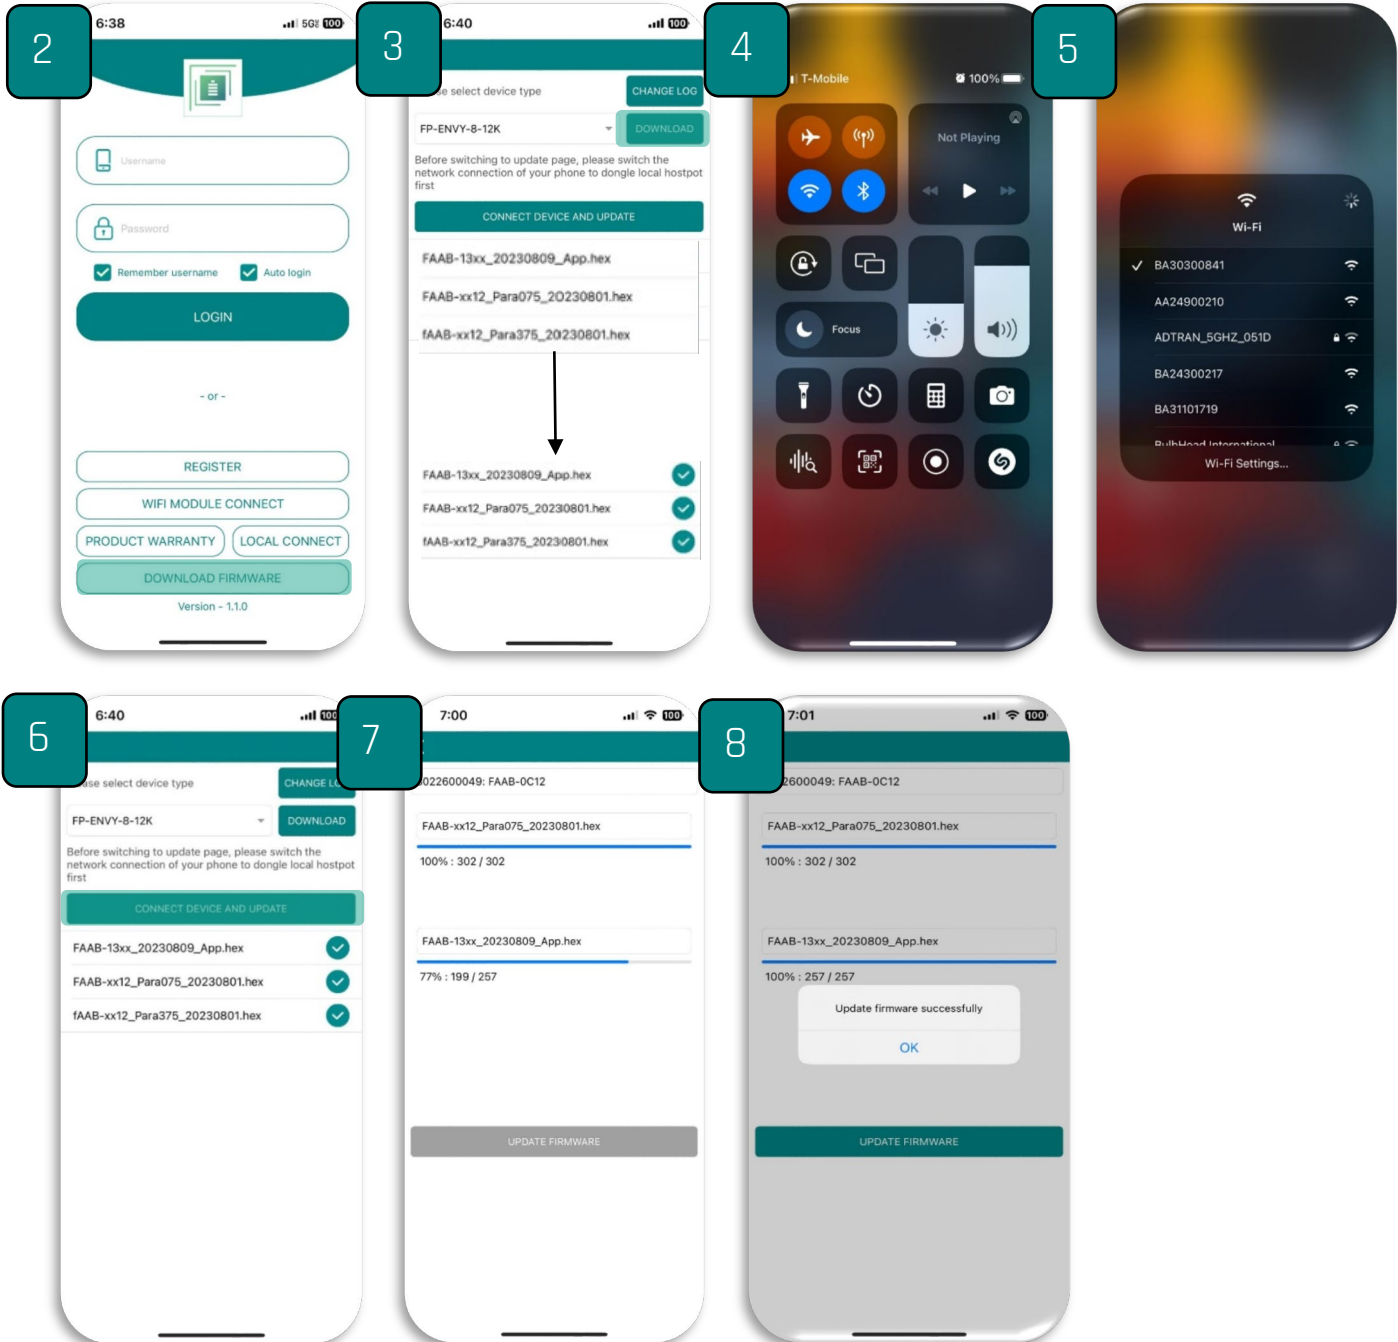 2
6:38
5G 100
Username
Password
Remember username
Auto login
LOGIN
- or -
REGISTER
WIFI MODULE CONNECT
PRODUCT WARRANTY
LOCAL CONNECT
DOWNLOAD FIRMWARE
Version - 1.1.0
3
6:40
100
select device type
CHANGE LOG
FP-ENVY-8-12K
DOWNLOAD
Before switching to update page, please switch the
network connection of your phone to dongle local hostpot
first
CONNECT DEVICE AND UPDATE
FAAB-13xx_20230809_App.hex
FAAB-xx12_Para075_20230801.hex
fAAB-xx12_Para375_20230801.hex
FAAB-13xx_20230809_App.hex
FAAB-xx12_Para075_20230801.hex
fAAB-xx12_Para375_20230801.hex
4
T-Mobile
100%
Not Playing
Focus
5
Wi-Fi
BA30300841
AA24900210
ADTRAN_5GHZ_051D
BA24300217
BA31101719
BulbHead International
Wi-Fi Settings...
6
6:40
100
select device type
CHANGE LO
FP-ENVY-8-12K
DOWNLOAD
Before switching to update page, please switch the
network connection of your phone to dongle local hostpot
first
CONNECT DEVICE AND UPDATE
FAAB-13xx_20230809_App.hex
FAAB-xx12_Para075_20230801.hex
fAAB-xx12_Para375_20230801.hex
7
7:00
100
022600049: FAAB-0C12
FAAB-xx12_Para075_20230801.hex
100% : 302 / 302
FAAB-13xx_20230809_App.hex
77% : 199 / 257
UPDATE FIRMWARE
8
7:01
100
2600049: FAAB-0C12
FAAB-xx12_Para075_20230801.hex
100% : 302 / 302
FAAB-13xx_20230809_App.hex
100% : 257 / 257
Update firmware successfully
OK
UPDATE FIRMWARE